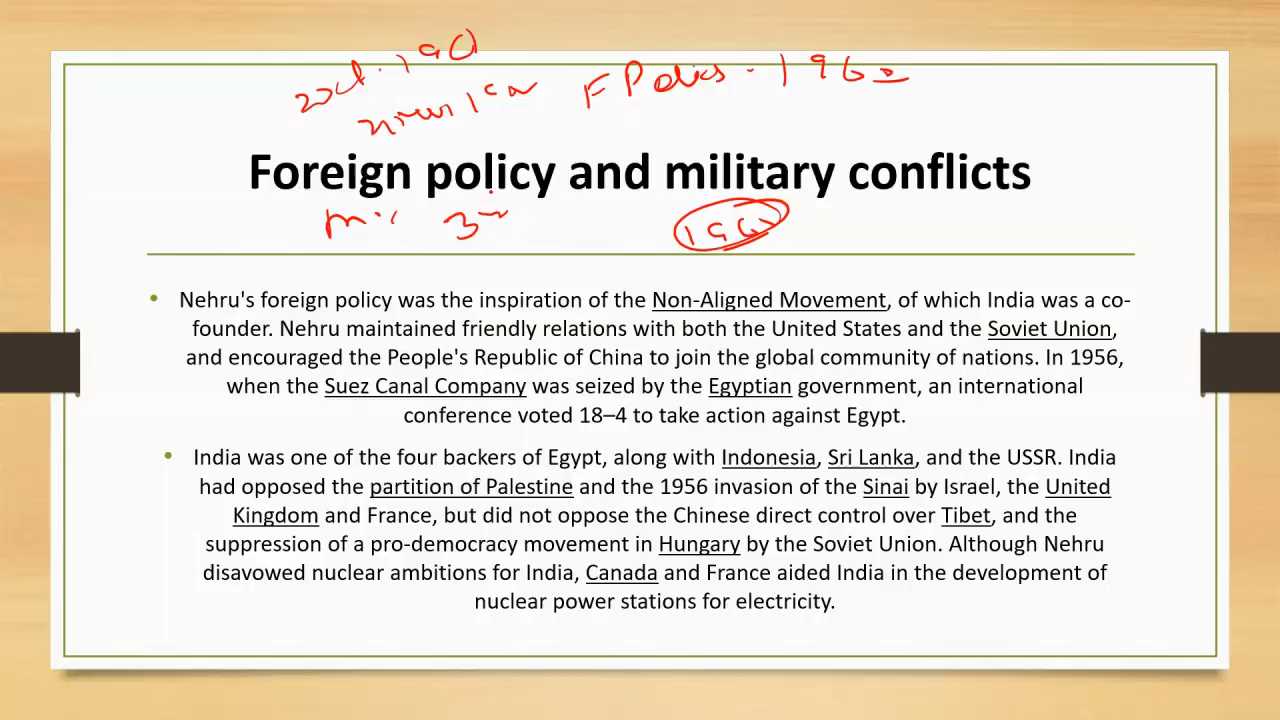 F Policy - 1962
Foreign policy and military conflicts
• Nehru's foreign policy was the inspiration of the Non-Aligned Movement, of which India was a co-
founder. Nehru maintained friendly relations with both the United States and the Soviet Union,
and encouraged the People's Republic of China to join the global community of nations. In 1956,
when the Suez Canal Company was seized by the Egyptian government, an international
conference voted 18–4 to take action against Egypt.
• India was one of the four backers of Egypt, along with Indonesia, Sri Lanka, and the USSR. India
had opposed the partition of Palestine and the 1956 invasion of the Sinai by Israel, the United
Kingdom and France, but did not oppose the Chinese direct control over Tibet, and the
suppression of a pro-democracy movement in Hungary by the Soviet Union. Although Nehru
disavowed nuclear ambitions for India, Canada and France aided India in the development of
nuclear power stations for electricity.